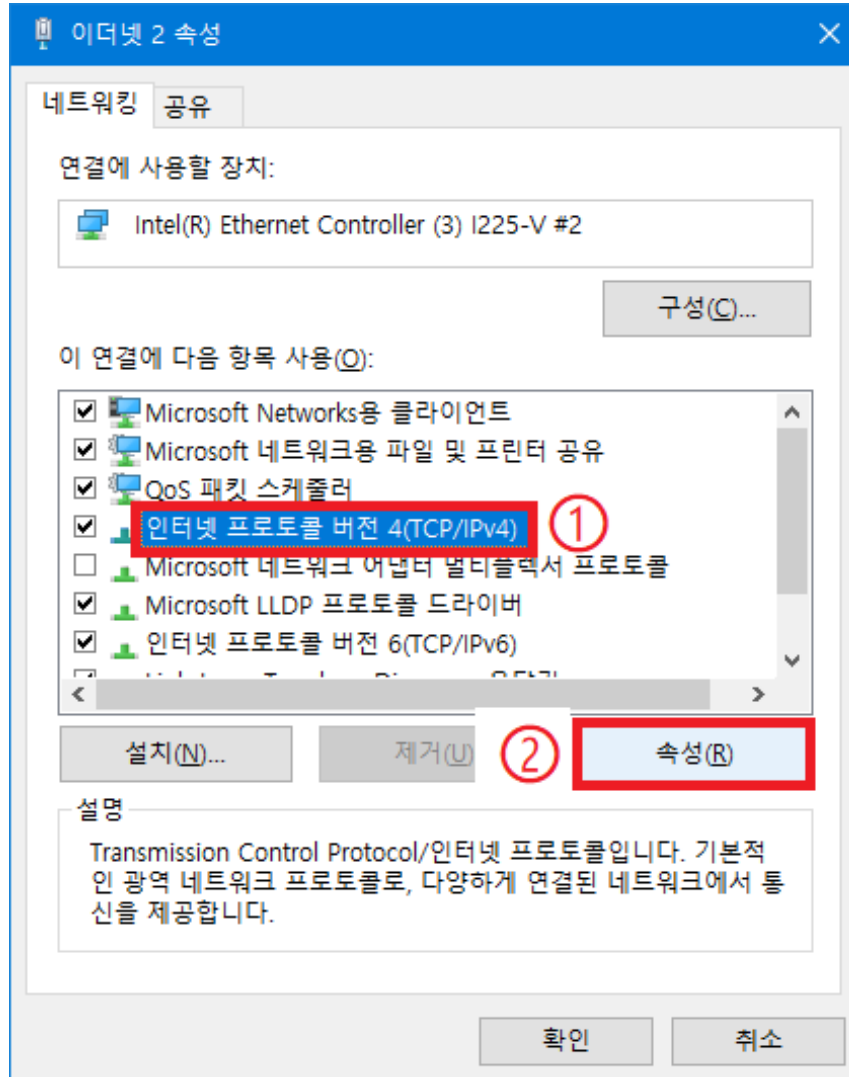 이더넷 2 속성
네트워킹
공유
연결에 사용할 장치:
Intel(R) Ethernet Controller (3) I225-V #2
구성(C)...
이 연결에 다음 항목 사용(O):
Microsoft Networks용 클라이언트
Microsoft 네트워크용 파일 및 프린터 공유
QoS 패킷 스케줄러
인터넷 프로토콜 버전 4(TCP/IPv4)
①
Microsoft 네트워크 어댑터 멀티플렉서 프로토콜
Microsoft LLDP 프로토콜 드라이버
인터넷 프로토콜 버전 6(TCP/IPv6)
설치(N)...
제거(U)
②
속성(R)
설명
Transmission Control Protocol/인터넷 프로토콜입니다. 기본적
인 광역 네트워크 프로토콜로, 다양하게 연결된 네트워크에서 통
신을 제공합니다.
확인
취소